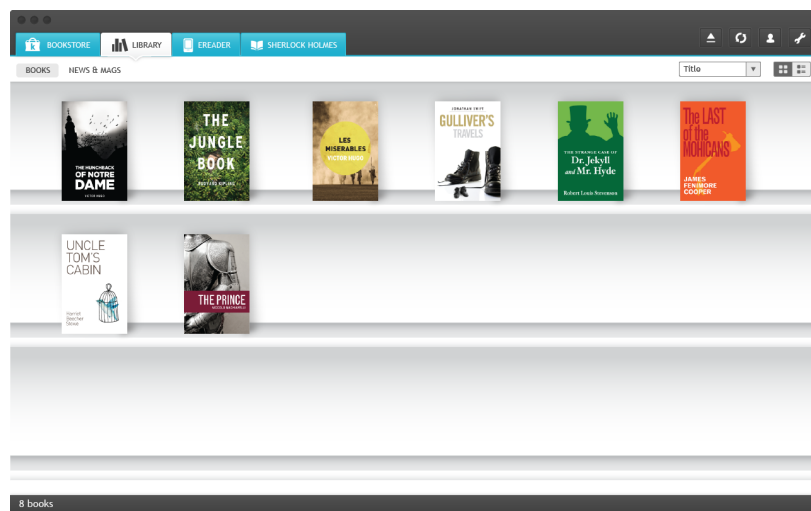 BOOKSTORE
LIBRARY
EREADER
SHERLOCK HOLMES
BOOKS
NEWS & MAGS
Title
THE HUNCHBACK
OF NOTRE
DAME
VICTOR HUGO
THE
JUNGLE
BOOK
RUDYARD KIPLING
LES
MISERABLES
VICTOR HUGO
JONATHAN SWIFT
GULLIVER'S
TRAVELS
THE STRANGE CASE OF
Dr. Jekyll
and Mr. Hyde
Robert Louis Stevenson
The LAST
of the
MOHICANS
JAMES
FENIMORE
COOPER
UNCLE
TOM'S
CABIN
Harriet
Beecher
Stowe
THE PRINCE
NICCOLO MACHIAVELLI
8 books